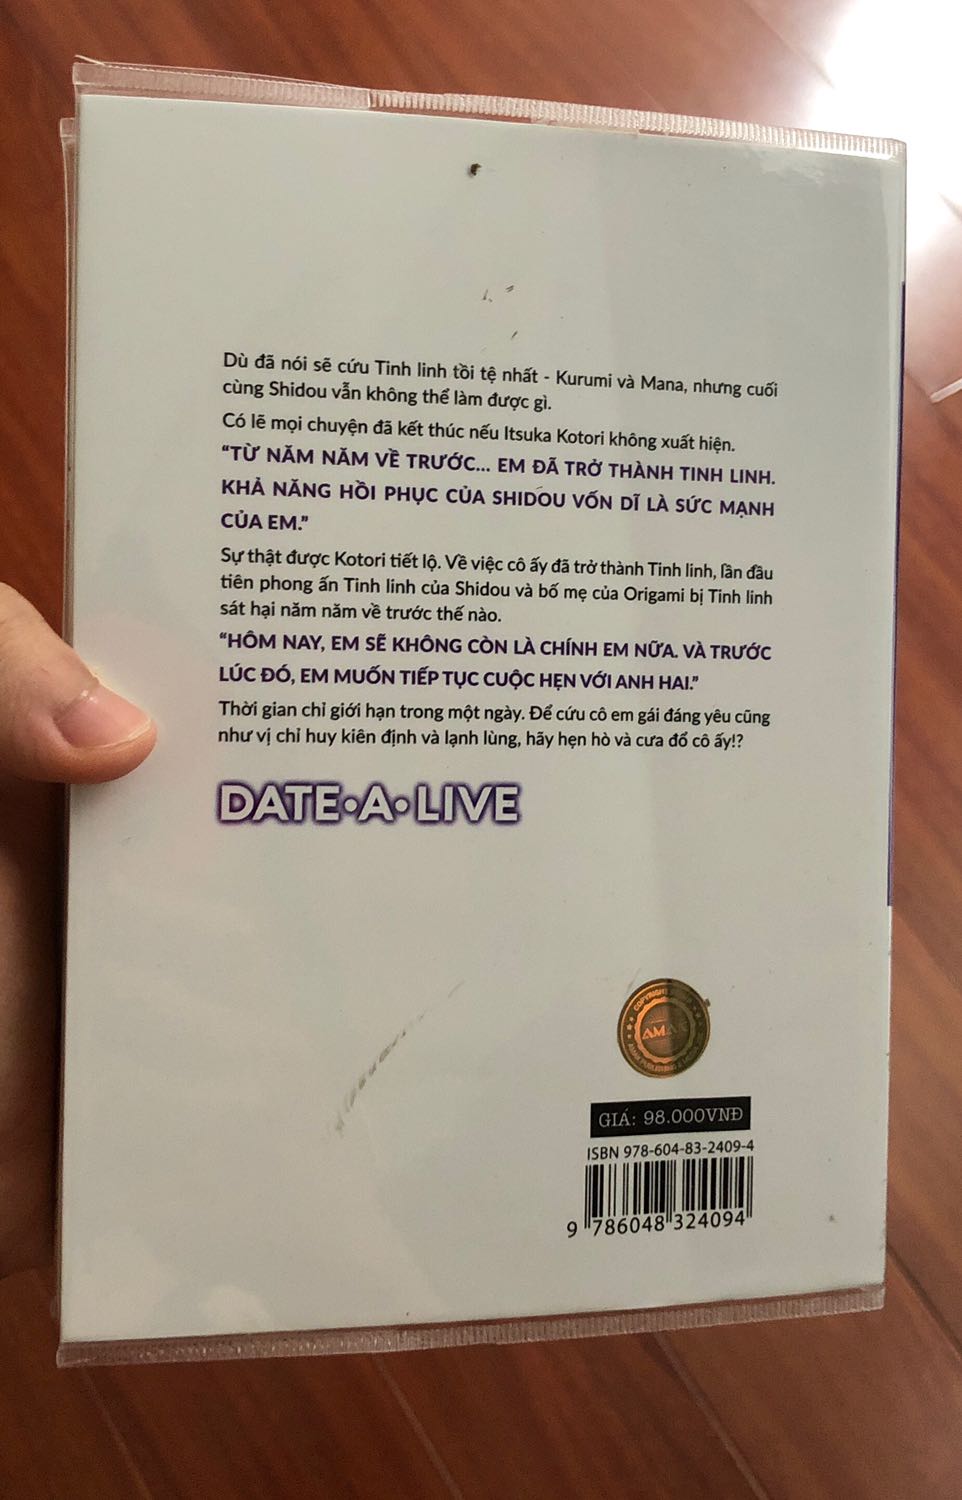 Dù đã nói sẽ cứu Tinh linh tồi tệ nhất - Kurumi và Mana, nhưng cuối
cùng Shidou vẫn không thể làm được gì.
Có lẽ mọi chuyện đã kết thúc nếu Itsuka Kotori không xuất hiện.
“TỪ NĂM NĂM VỀ TRƯỚC... EM ĐÃ TRỞ THÀNH TINH LINH.
KHẢ NĂNG HỒI PHỤC CỦA SHIDOU VỐN DĨ LÀ SỨC MẠNH
CỦA EM.”
Sự thật được Kotori tiết lộ. Về việc cô ấy đã trở thành Tinh linh, lần đầu
tiên phong ấn Tinh linh của Shidou và bố mẹ của Origami bị Tinh linh
sát hại năm năm về trước thế nào.
“HÔM NAY, EM SẼ KHÔNG CÒN LÀ CHÍNH EM NỮA. VÀ TRƯỚC
LÚC ĐÓ, EM MUỐN TIẾP TỤC CUỘC HẸN VỚI ANH HAI.”
Thời gian chỉ giới hạn trong một ngày. Để cứu cô em gái đáng yêu cũng
như vị chỉ huy kiên định và lạnh lùng, hãy hẹn hò và cưa đổ cô ấy!?
DATE•A•LIVE
COPYRIGHT
AMAK
GIÁ: 98.000VNĐ
ISBN 978-604-83-2409-4
9 786048 324094